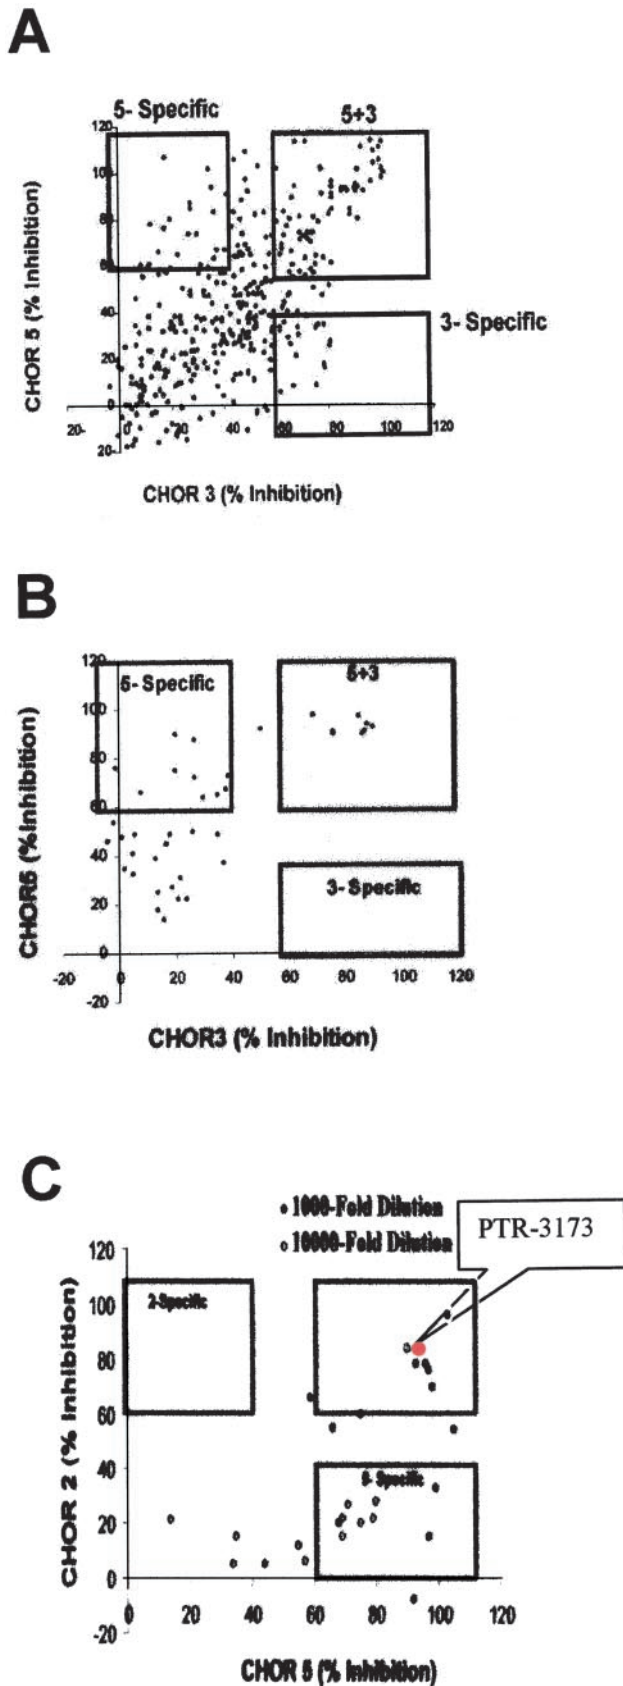 A
5- Specific
5+3
120
100
80
60
40
20
0
20-
20- 0 20 40 60 80 100 120
3- Specific
CHOR 5 (% Inhibition)
CHOR 3 (% Inhibition)
B
5- Specific
5+3
120
100
80
60
40
20
0
-20
3- Specific
-20 0 20 40 60 80 100 120
CHOR5 (%Inhibition)
CHOR3 (% Inhibition)
C
1000-Fold Dilution
10000-Fold Dilution
PTR-3173
2-Specific
120
100
80
60
40
20
0
-20
5- Specific
0 20 40 60 80 100 120
CHOR 2 (% Inhibition)
CHOR 5 (% Inhibition)